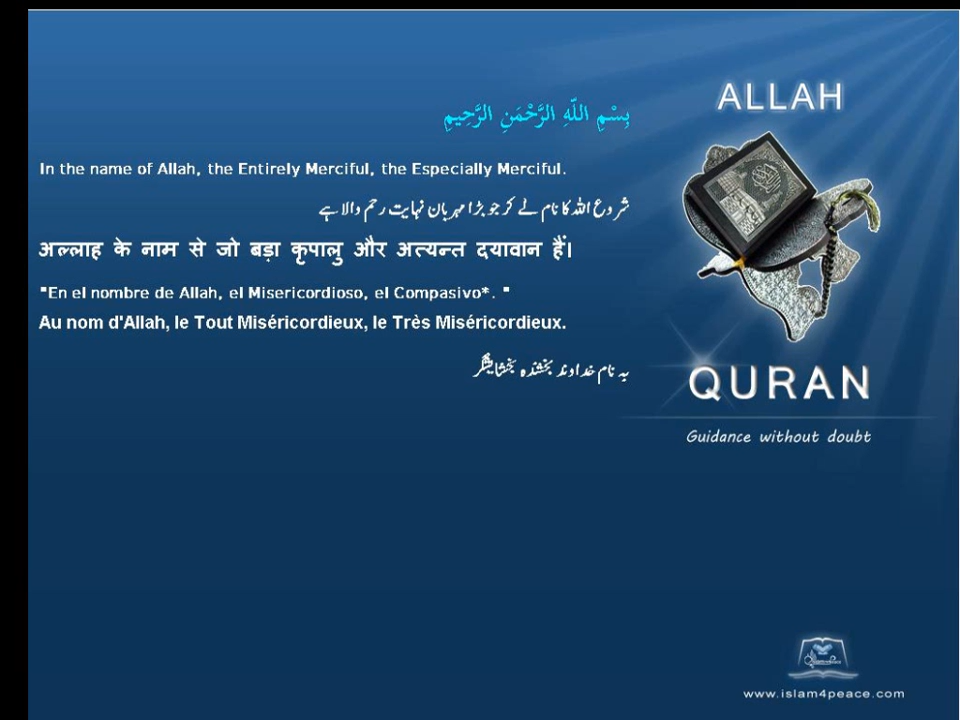 بِسْمِ اللَّهِ الرَّحْمَنِ الرَّحِيمِ
In the name of Allah, the Entirely Merciful, the Especially Merciful.
شروع اللہ کا نام لے کر جو بڑا مہربان نہایت رحم والا ہے
अल्लाह के नाम से जो बड़ा कृपालु और अत्यन्त दयावान हैं।
"En el nombre de Allah, el Misericordioso, el Compasivo*. "
Au nom d'Allah, le Tout Miséricordieux, le Très Miséricordieux.
به نام خداوند بخشنده بخشایشگر
ALLAH
QURAN
Guidance without doubt
www.islam4peace.com